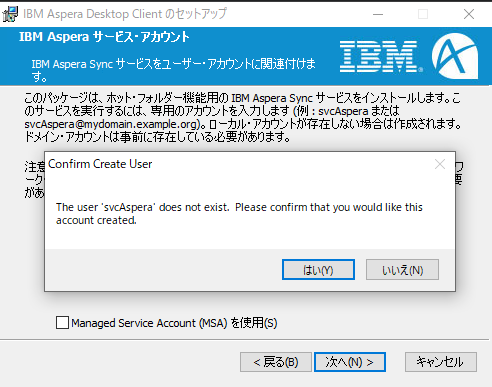 IBM Aspera Desktop Client のセットアップ
IBM Aspera サービス・アカウント
IBM Aspera Sync サービスをユーザー・アカウントに関連付けま
す。
IBM
このパッケージは、ホット・フォルダー機能用の IBM Aspera Sync サービスをインストールします。こ
のサービスを実行するには、専用のアカウントを入力します (例 : svcAspera または
svcAspera@mydomain.example.org)。ローカル・アカウントが存在しない場合は作成されます。
ドメイン・アカウントは事前に存在している必要があります。
Confirm Create User
The user 'svcAspera' does not exist.  Please confirm that you would like this
account created.
はい(Y)
いいえ(N)
Managed Service Account (MSA) を使用(S)
< 戻る(B)
次へ(N) >
キャンセル